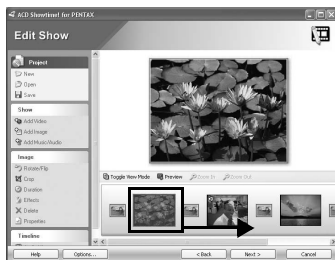 ACD Showtime! for PENTAX
Edit Show
Project
New
Open
Save
Show
Add Video
Add Image
Add Music/Audio
Image
Rotate/Flip
Crop
Duration
Effects
Delete
Properties
Timeline
Toggle View Mode
Preview
Zoom In
Zoom Out
Help
Options...
< Back
Next >
Cancel